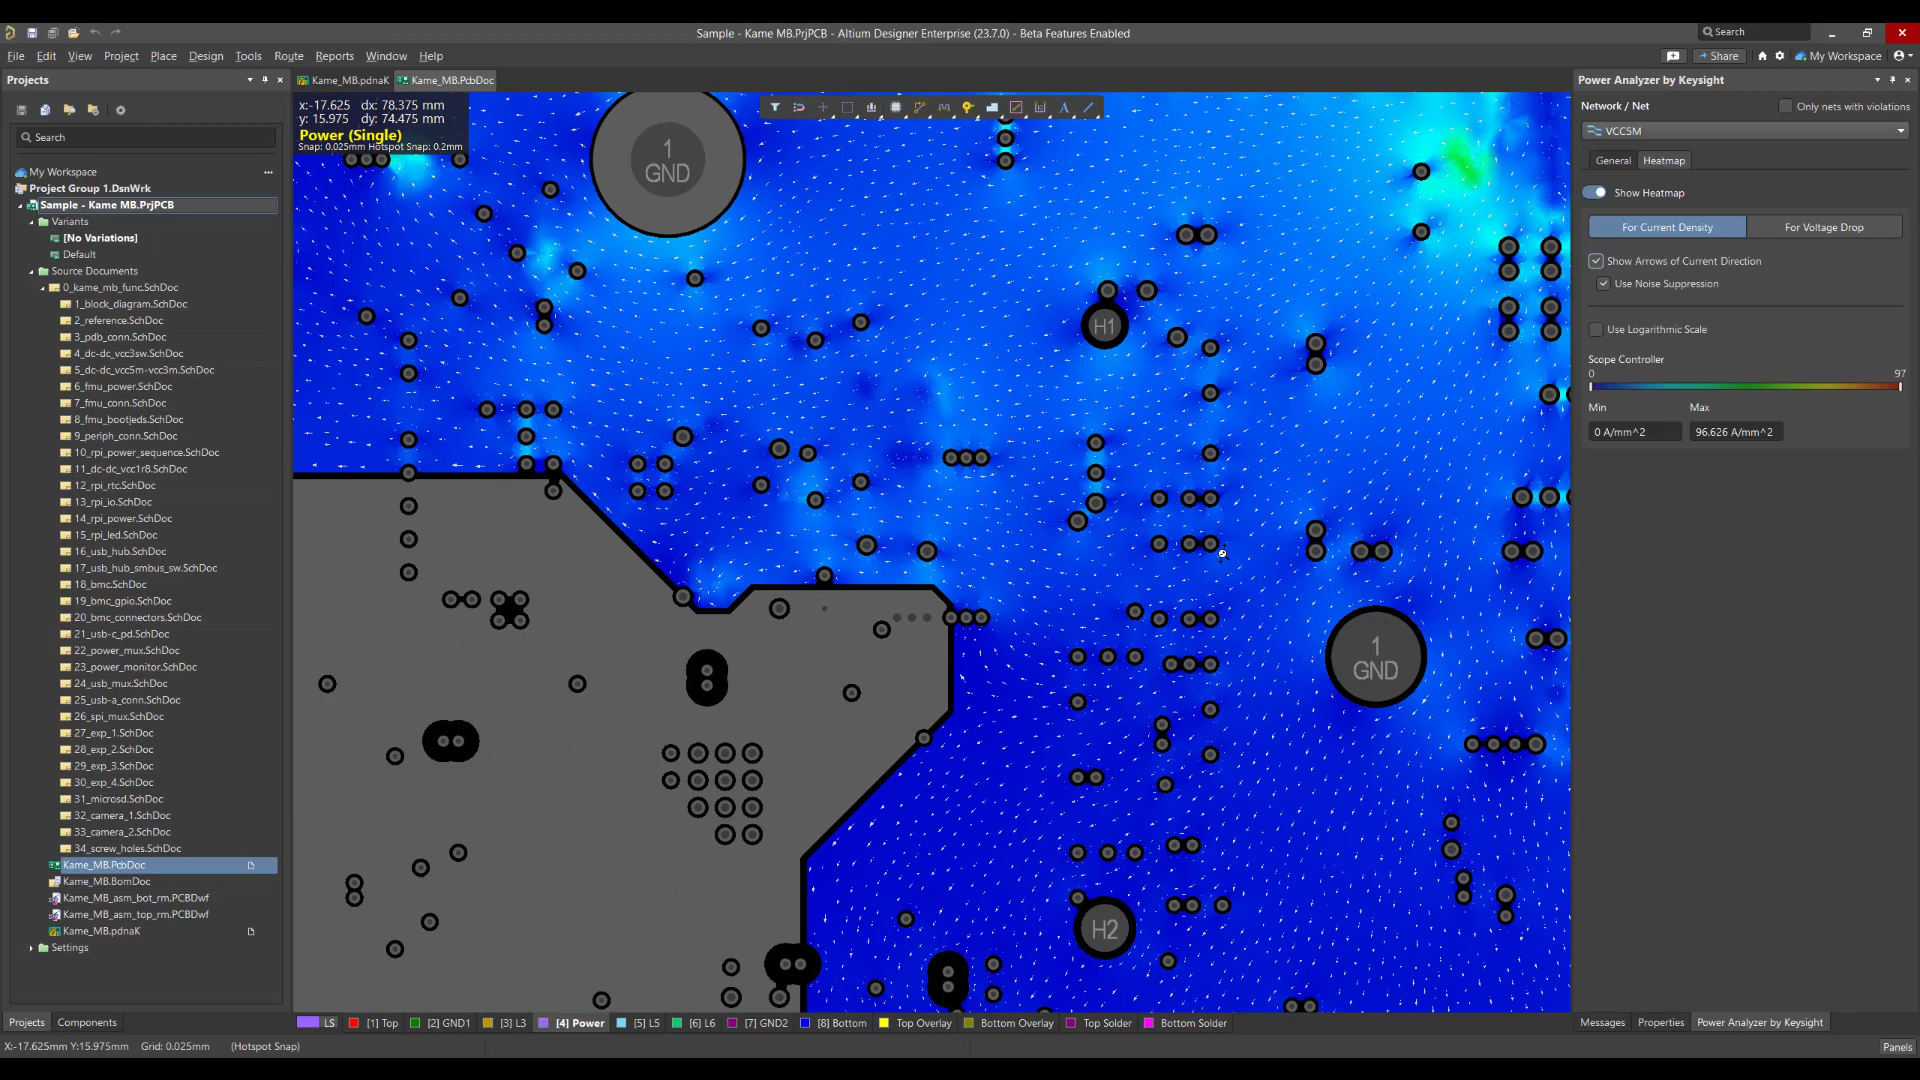 Sample - Kame MB.PrjPCB - Altium Designer Enterprise (23.7.0) - Beta Features Enabled
Search
File Edit View Project Place Design Tools Route Reports Window Help
Share
My Workspace
Projects
Kame_MB.pdnaK
Kame_MB.PcbDoc
Search
My Workspace
Project Group 1.DsnWrk
Sample - Kame MB.PrjPCB
Variants
[No Variations]
Default
Source Documents
0_kame_mb_func.SchDoc
1_block_diagram.SchDoc
2_reference.SchDoc
3_pdb_conn.SchDoc
4_dc-dc_vcc3sw.SchDoc
5_dc-dc_vcc5m-vcc3m.SchDoc
6_fmu_power.SchDoc
7_fmu_conn.SchDoc
8_fmu_bootleds.SchDoc
9_periph_conn.SchDoc
10_rpi_power_sequence.SchDoc
11_dc-dc_vcc1r8.SchDoc
12_rpi_rtc.SchDoc
13_rpi_io.SchDoc
14_rpi_power.SchDoc
15_rpi_led.SchDoc
16_usb_hub.SchDoc
17_usb_hub_smbus_sw.SchDoc
18_bmc.SchDoc
19_bmc_gpio.SchDoc
20_bmc_connectors.SchDoc
21_usb-c_pd.SchDoc
22_power_mux.SchDoc
23_power_monitor.SchDoc
24_usb_mux.SchDoc
25_usb-a_conn.SchDoc
26_spi_mux.SchDoc
27_exp_1.SchDoc
28_exp_2.SchDoc
29_exp_3.SchDoc
30_exp_4.SchDoc
31_microsd.SchDoc
32_camera_1.SchDoc
33_camera_2.SchDoc
34_screw_holes.SchDoc
Kame_MB.PcbDoc
Kame_MB.BomDoc
Kame_MB_asm_bot_rm.PCBDwf
Kame_MB_asm_top_rm.PCBDwf
Kame_MB.pdnaK
Settings
Projects Components
x:-17.625 dx: 78.375 mm
y: 15.975 dy: 74.475 mm
Power (Single)
Snap: 0.025mm Hotspot Snap: 0.2mm
1
GND
H1
1
GND
H2
LS [1] Top [2] GND1 [3] L3 [4] Power [5] L5 [6] L6 [7] GND2 [8] Bottom Top Overlay Bottom Overlay Top Solder Bottom Solder
Power Analyzer by Keysight
Network / Net
Only nets with violations
VCC5M
General Heatmap
Show Heatmap
For Current Density For Voltage Drop
Show Arrows of Current Direction
Use Noise Suppression
Use Logarithmic Scale
Scope Controller
0 97
Min Max
0 A/mm^2 96.626 A/mm^2
Messages Properties Power Analyzer by Keysight
X:-17.625mm Y:15.975mm Grid: 0.025mm (Hotspot Snap)
Panels